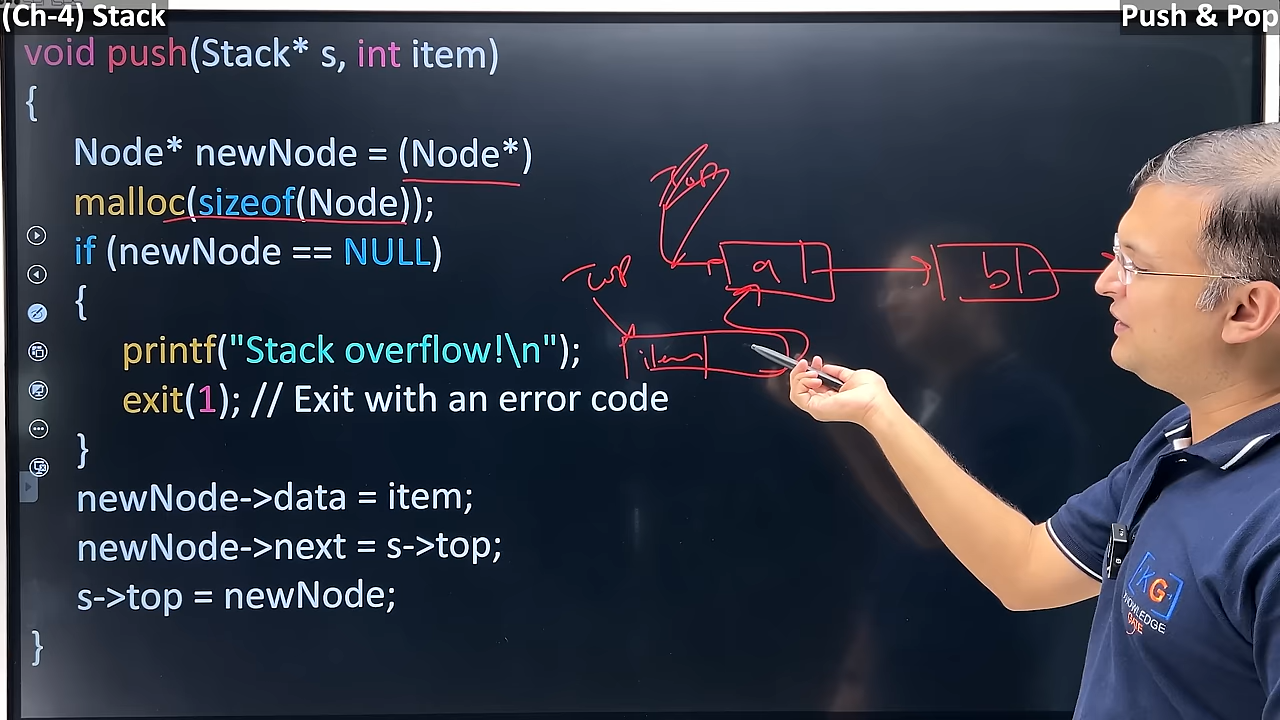 (Ch-4) Stack
Push & Pop
void push(Stack* s, int item)
{
Node* newNode = (Node*)
malloc(sizeof(Node));
if (newNode == NULL)
{
printf("Stack overflow!\n");
exit(1); // Exit with an error code
}
newNode->data = item;
newNode->next = s->top;
s->top = newNode;
}
Top
a
b
Top
item
KG
KNOWLEDGE
GATE